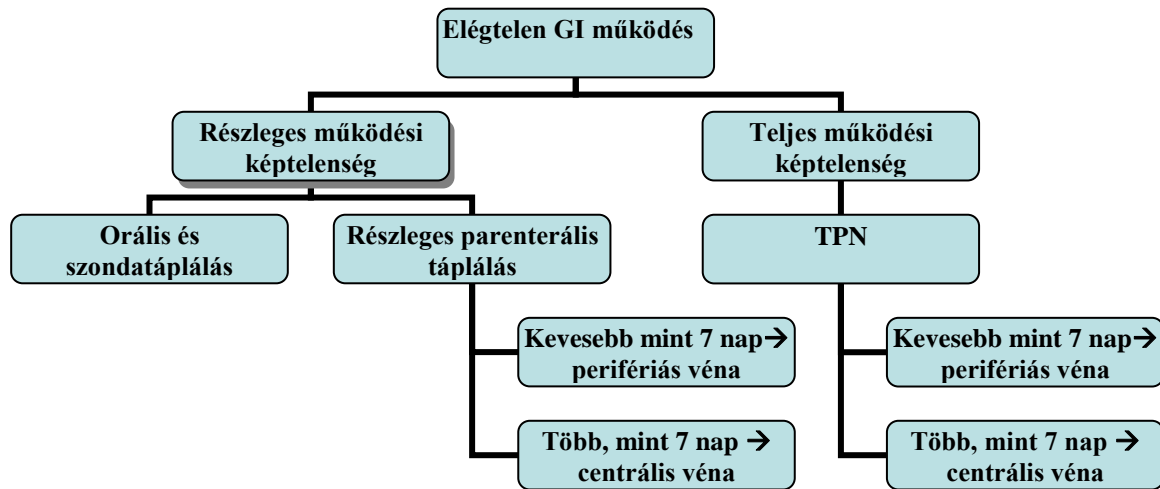 Elégtelen GI működés
Részleges működési
képtelenség
Teljes működési
képtelenség
Orális és
szondatáplálás
Részleges parenterális
táplálás
TPN
Kevesebb mint 7 nap→
perifériás véna
Kevesebb mint 7 nap→
perifériás véna
Több, mint 7 nap →
centrális véna
Több, mint 7 nap →
centrális véna